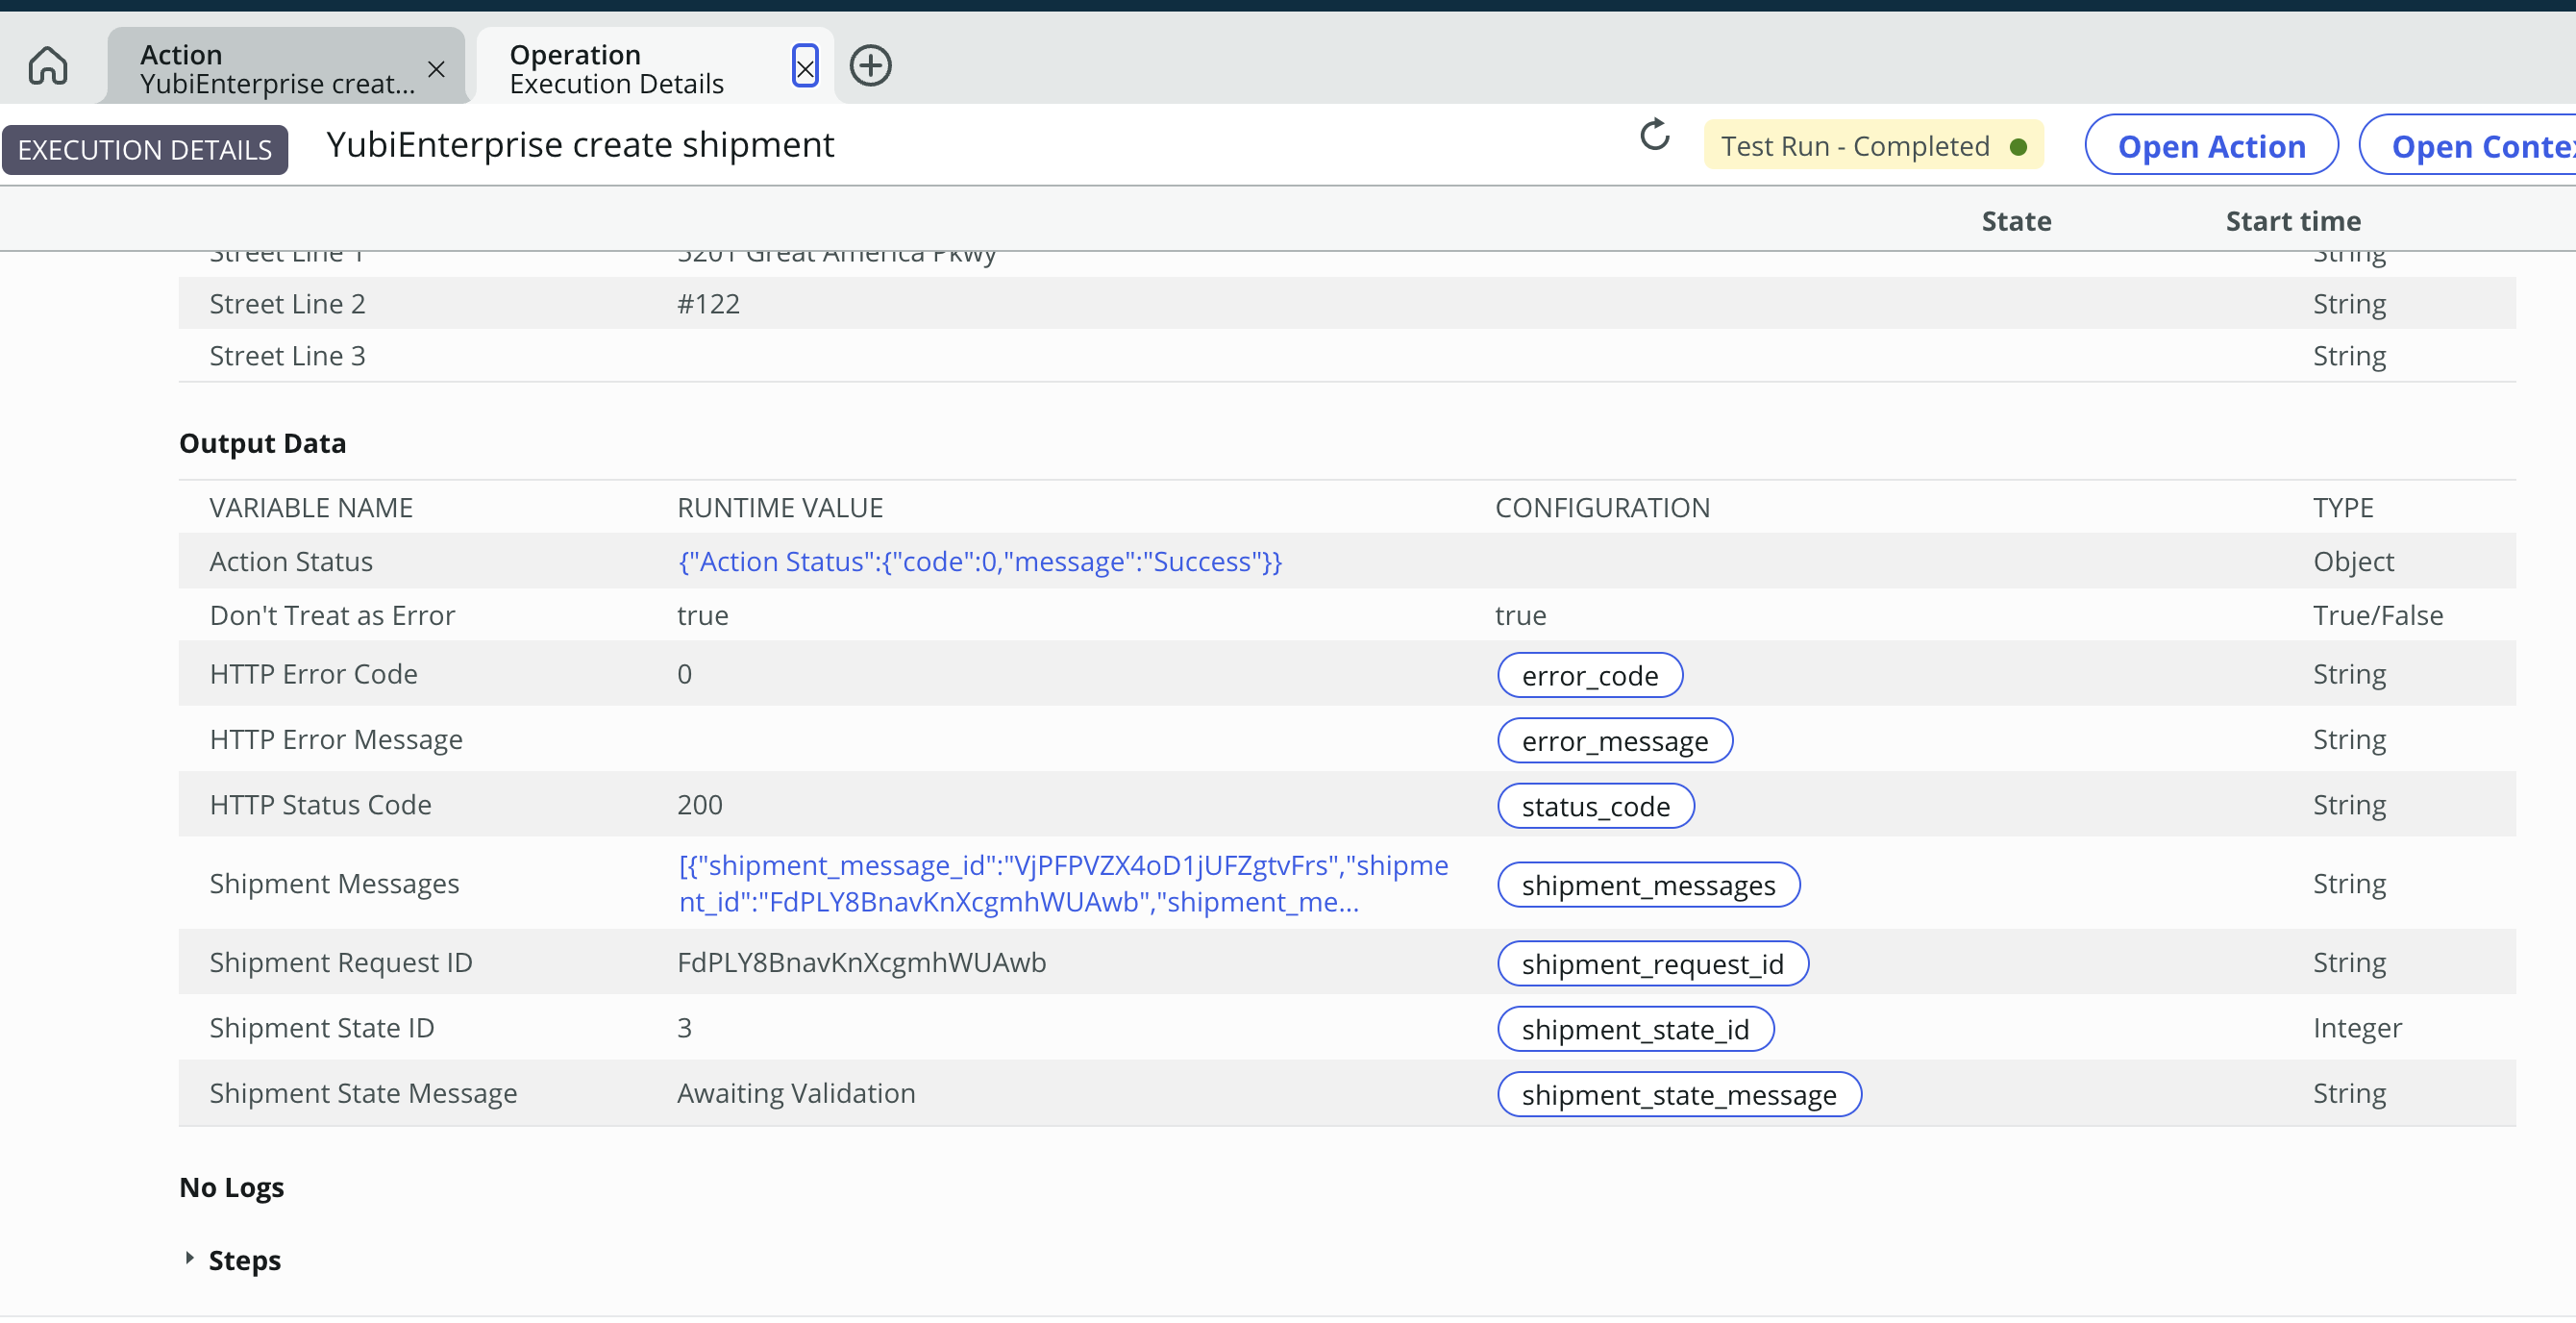 Action
YubiEnterprise creat...
Operation
Execution Details
EXECUTION DETAILS
YubiEnterprise create shipment
Test Run - Completed
Open Action
Open
State
Start time
Street Line 1 5201 Great America Pkwy String
Street Line 2 #122 String
Street Line 3 String
Output Data
VARIABLE NAME RUNTIME VALUE CONFIGURATION TYPE
Action Status {"Action Status":{"code":0,"message":"Success"}} Object
Don't Treat as Error true true True/False
HTTP Error Code 0 error_code String
HTTP Error Message error_message String
HTTP Status Code 200 status_code String
Shipment Messages [{"shipment_message_id":"VjPFPVZX4oD1jUFZgtvFrs","shipme
nt_id":"FdPLY8BnavKnXcgmhWUAwb","shipment_me... shipment_messages String
Shipment Request ID FdPLY8BnavKnXcgmhWUAwb shipment_request_id String
Shipment State ID 3 shipment_state_id Integer
Shipment State Message Awaiting Validation shipment_state_message String
No Logs
Steps